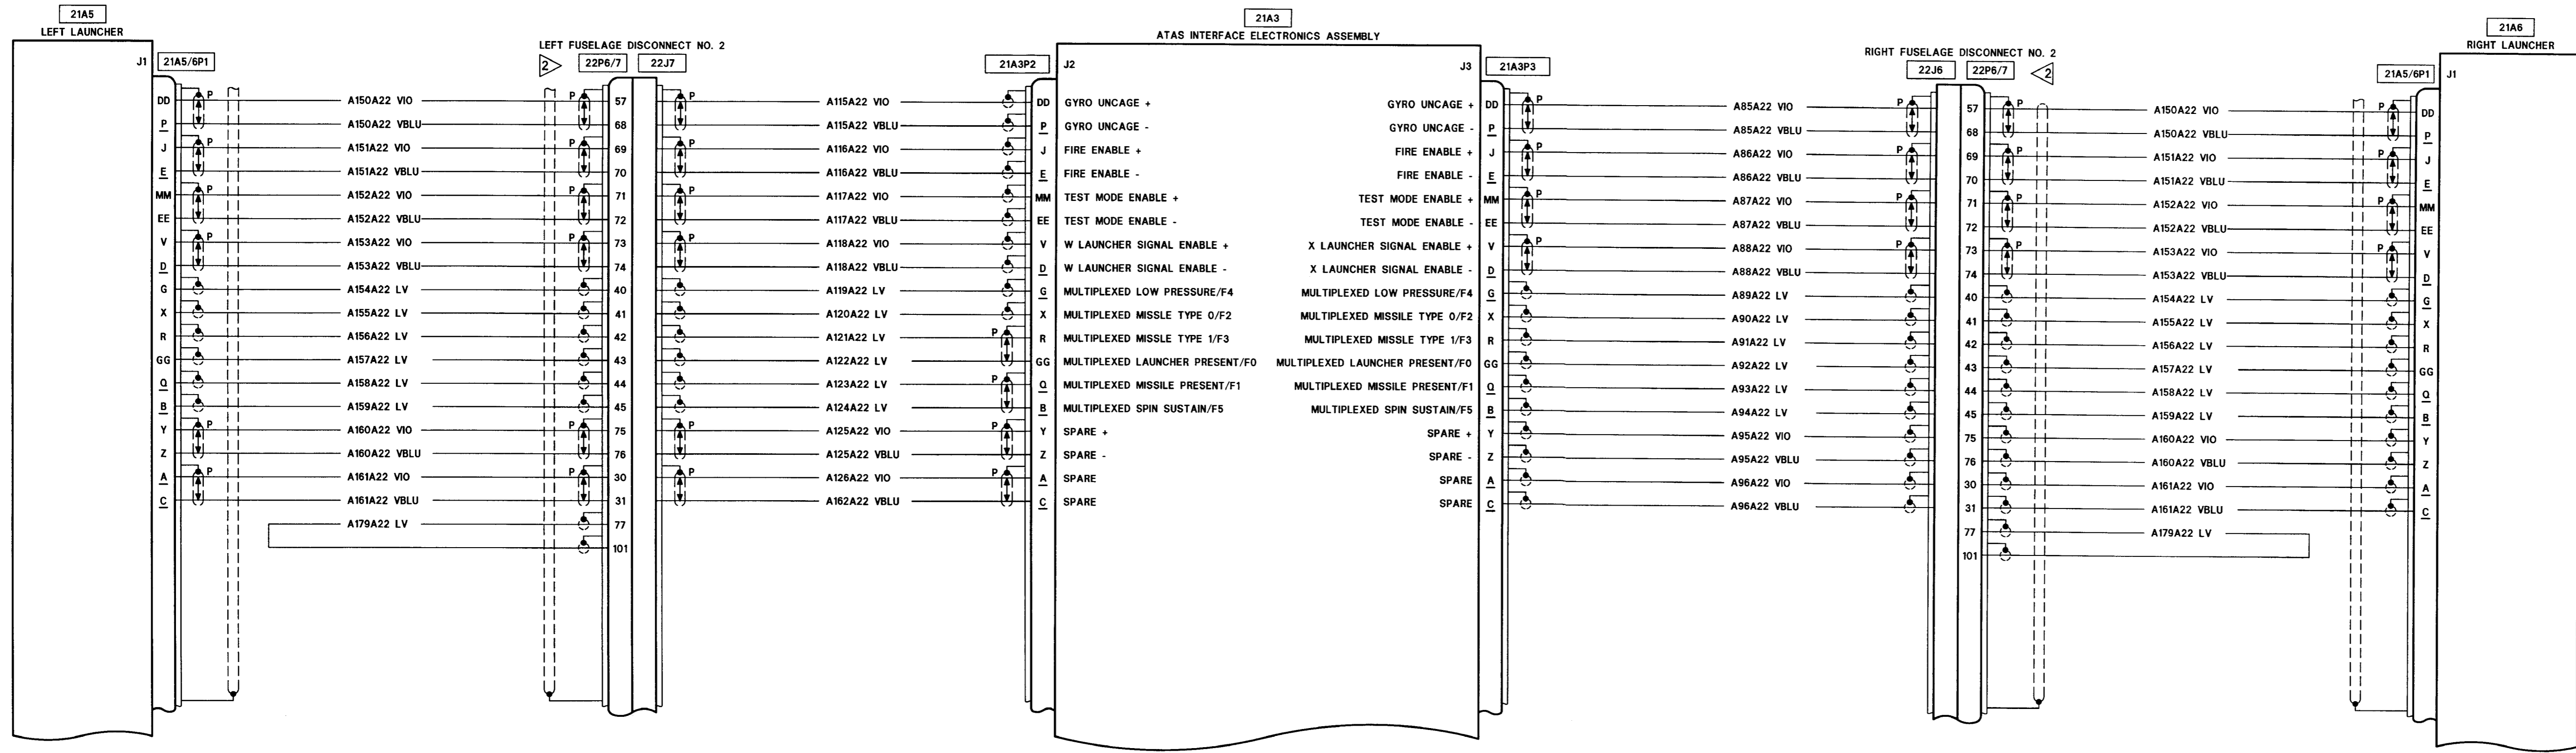 21A5
LEFT LAUNCHER
21A3
ATAS INTERFACE ELECTRONICS ASSEMBLY
21A6
RIGHT LAUNCHER
LEFT FUSELAGE DISCONNECT NO. 2
RIGHT FUSELAGE DISCONNECT NO. 2
J1 21A5/6P1 2 22P6/7 22J7 21A3P2 J2 J3 21A3P3 22J6 22P6/7 2 21A5/6P1 J1
DD P A150A22 VIO P 57 P A115A22 VIO DD GYRO UNCAGE + GYRO UNCAGE + DD P A85A22 VIO P 57 P A150A22 VIO P DD
P A150A22 VBLU 68 A115A22 VBLU P GYRO UNCAGE - GYRO UNCAGE - P A85A22 VBLU 68 A150A22 VBLU P
J P A151A22 VIO P 69 P A116A22 VIO J FIRE ENABLE + FIRE ENABLE + J P A86A22 VIO P 69 P A151A22 VIO P J
E A151A22 VBLU 70 A116A22 VBLU E FIRE ENABLE - FIRE ENABLE - E A86A22 VBLU 70 A151A22 VBLU E
MM P A152A22 VIO P 71 P A117A22 VIO MM TEST MODE ENABLE + TEST MODE ENABLE + MM P A87A22 VIO P 71 P A152A22 VIO P MM
EE A152A22 VBLU 72 A117A22 VBLU EE TEST MODE ENABLE - TEST MODE ENABLE - EE A87A22 VBLU 72 A152A22 VBLU EE
V P A153A22 VIO P 73 P A118A22 VIO V W LAUNCHER SIGNAL ENABLE + X LAUNCHER SIGNAL ENABLE + V P A88A22 VIO P 73 P A153A22 VIO P V
D A153A22 VBLU 74 A118A22 VBLU D W LAUNCHER SIGNAL ENABLE - X LAUNCHER SIGNAL ENABLE - D A88A22 VBLU 74 A153A22 VBLU D
G A154A22 LV 40 A119A22 LV G MULTIPLEXED LOW PRESSURE/F4 MULTIPLEXED LOW PRESSURE/F4 G A89A22 LV 40 A154A22 LV G
X A155A22 LV 41 A120A22 LV X MULTIPLEXED MISSLE TYPE 0/F2 MULTIPLEXED MISSILE TYPE 0/F2 X A90A22 LV 41 A155A22 LV X
R A156A22 LV 42 A121A22 LV P R MULTIPLEXED MISSLE TYPE 1/F3 MULTIPLEXED MISSLE TYPE 1/F3 R A91A22 LV 42 A156A22 LV R
GG A157A22 LV 43 A122A22 LV GG MULTIPLEXED LAUNCHER PRESENT/F0 MULTIPLEXED LAUNCHER PRESENT/F0 GG A92A22 LV 43 A157A22 LV GG
Q A158A22 LV 44 A123A22 LV P Q MULTIPLEXED MISSILE PRESENT/F1 MULTIPLEXED MISSILE PRESENT/F1 Q A93A22 LV 44 A158A22 LV Q
B A159A22 LV 45 A124A22 LV B MULTIPLEXED SPIN SUSTAIN/F5 MULTIPLEXED SPIN SUSTAIN/F5 B A94A22 LV 45 A159A22 LV B
Y P A160A22 VIO P 75 P A125A22 VIO P Y SPARE + SPARE + Y A95A22 VIO 75 A160A22 VIO Y
Z A160A22 VBLU 76 A125A22 VBLU Z SPARE - SPARE - Z A95A22 VBLU 76 A160A22 VBLU Z
A P A161A22 VIO P 30 P A126A22 VIO P A SPARE SPARE A A96A22 VIO 30 A161A22 VIO A
C A161A22 VBLU 31 A162A22 VBLU C SPARE SPARE C A96A22 VBLU 31 A161A22 VBLU C
A179A22 LV 77 77 A179A22 LV
101 101